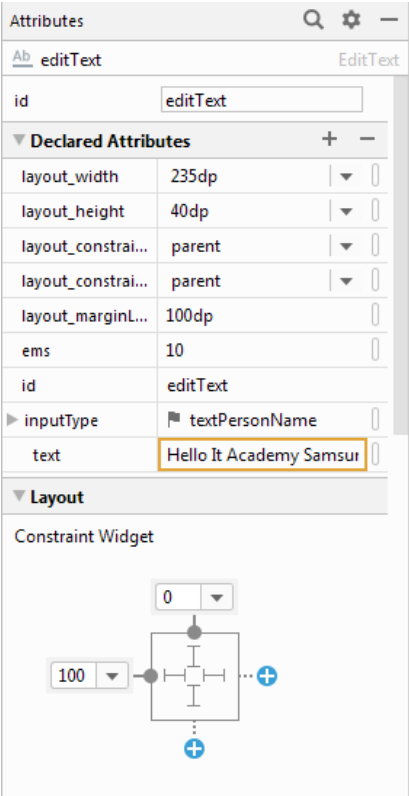 Attributes
Ab editText EditText
id editText
Declared Attributes
layout_width 235dp
layout_height 40dp
layout_constrai... parent
layout_constrai... parent
layout_marginL... 100dp
ems 10
id editText
inputType textPersonName
text Hello It Academy Samsur
Layout
Constraint Widget
0
100